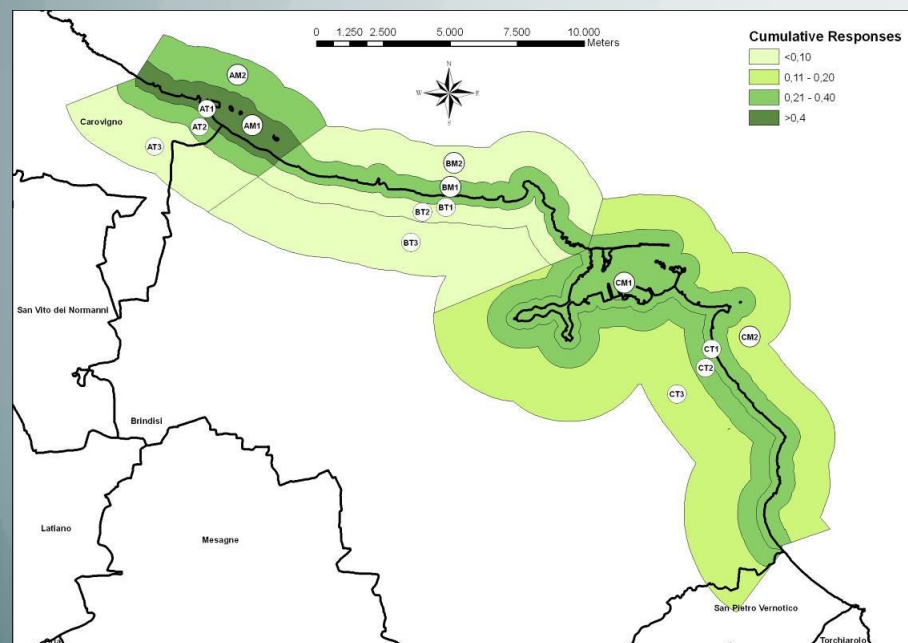 0 1.250 2.500 5.000 7.500 10.000
Meters
N
W E
S
Cumulative Responses
<0,10
0,11 - 0,20
0,21 - 0,40
>0,4
AM2
AT1
AM1
AT2
Carovigno
AT3
BM2
BM1
BT1
BT2
BT3
CM1
San Vito dei Normanni
CM2
CT1
CT2
CT3
Brindisi
Latiano
Mesagne
San Pietro Vernotico
Torchiarolo